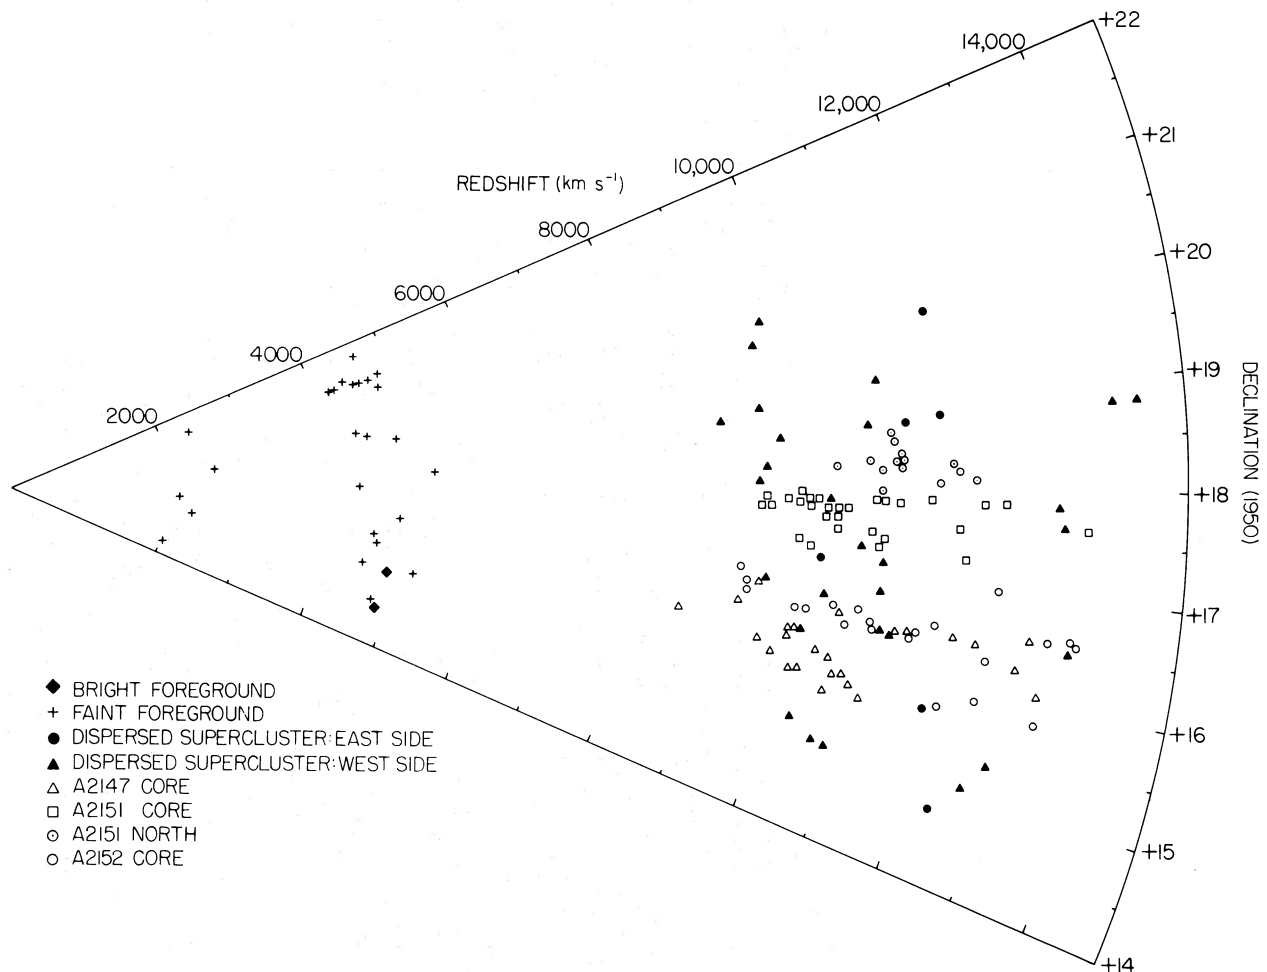 +22
14,000
+21
12,000
10,000
REDSHIFT (km s⁻¹)
8000
+20
6000
4000
+19
2000
DECLINATION (1950)
+18
+17
+16
+15
+14
BRIGHT FOREGROUND
FAINT FOREGROUND
DISPERSED SUPERCLUSTER:EAST SIDE
DISPERSED SUPERCLUSTER:WEST SIDE
A2147 CORE
A2151 CORE
A2151 NORTH
A2152 CORE